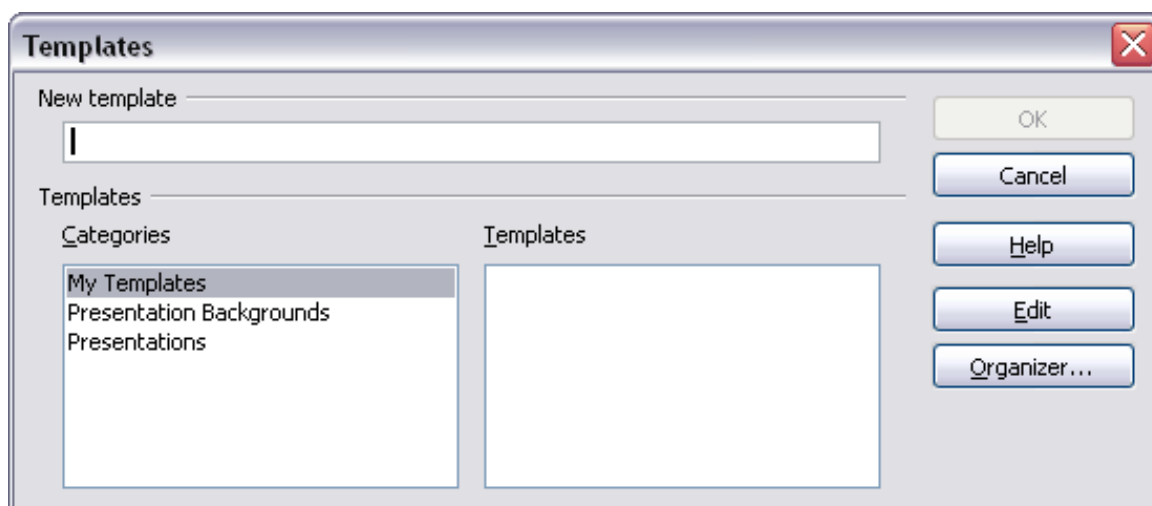 Templates
New template
OK
Cancel
Templates
Categories
Templates
Help
My Templates
Presentation Backgrounds
Presentations
Edit
Organizer...